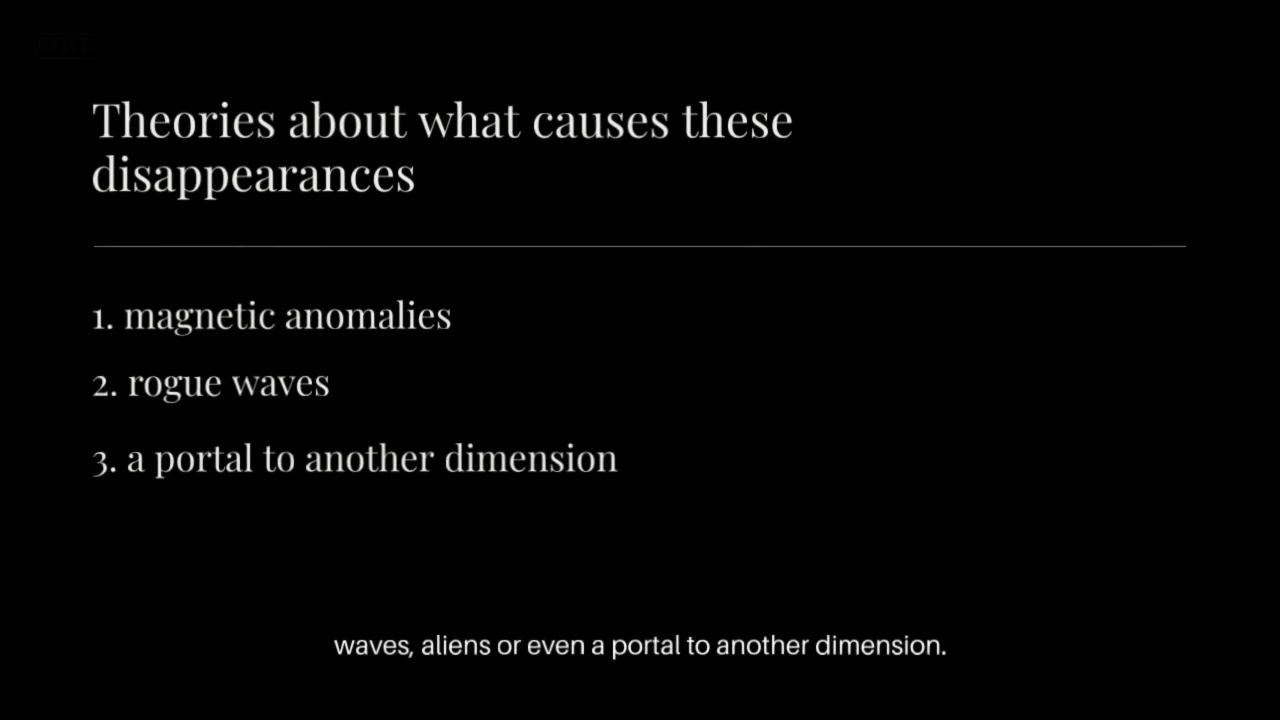 Theories about what causes these
disappearances
1. magnetic anomalies
2. rogue waves
3. a portal to another dimension
waves, aliens or even a portal to another dimension.